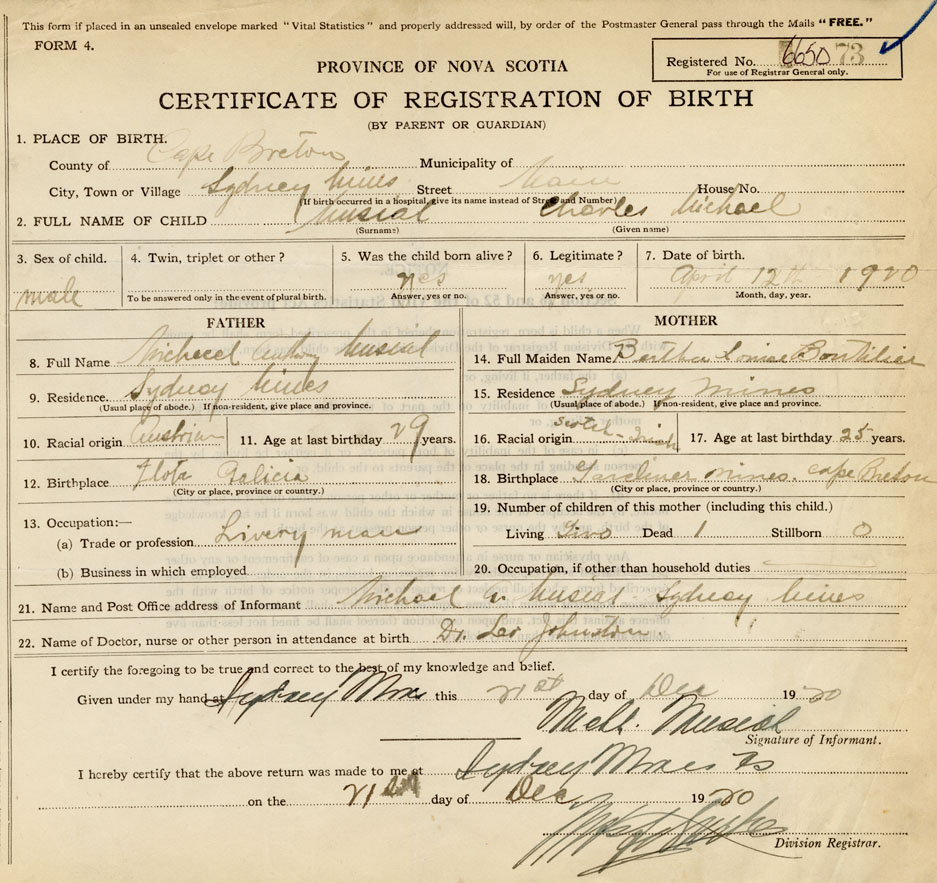 This form if placed in an unsealed envelope marked "Vital Statistics" and properly addressed will, by order of the Postmaster General pass through the Mails "FREE."
FORM 4.
Registered No. 6650 73
For use of Registrar General only.
PROVINCE OF NOVA SCOTIA
CERTIFICATE OF REGISTRATION OF BIRTH
(BY PARENT OR GUARDIAN)
1. PLACE OF BIRTH.
County of Cape Breton Municipality of
City, Town or Village Sydney Mines Street Main House No.
(If birth occurred in a hospital, give its name instead of Street and Number)
2. FULL NAME OF CHILD Musial Charles Michael
(Surname) (Given name)
3. Sex of child. 4. Twin, triplet or other? 5. Was the child born alive? 6. Legitimate? 7. Date of birth.
male yes yes April 12th 1920
To be answered only in the event of plural birth. Answer, yes or no. Answer, yes or no. Month, day, year.
FATHER MOTHER
8. Full Name Michael Anthony Musial 14. Full Maiden Name Bertha Louise
9. Residence Sydney Mines 15. Residence Sydney Mines
(Usual place of abode.) If non-resident, give place and province. (Usual place of abode.) If non-resident, give place and province.
10. Racial origin Austrian 11. Age at last birthday 29 years. 16. Racial origin Scotch-Irish 17. Age at last birthday 25 years.
12. Birthplace Galicia 18. Birthplace Gardiner Mines. Cape Breton
(City or place, province or country.) (City or place, province or country.)
19. Number of children of this mother (including this child.)
13. Occupation:—
(a) Trade or profession Livery man Living Two Dead 1 Stillborn 0
(b) Business in which employed 20. Occupation, if other than household duties
21. Name and Post Office address of Informant Michael A. Musial Sydney Mines
22. Name of Doctor, nurse or other person in attendance at birth Dr. Leo Johnston.
I certify the foregoing to be true and correct to the best of my knowledge and belief.
Given under my hand at Sydney Mines this 21st day of Dec 1920
Mchl. Musial
Signature of Informant.
I hereby certify that the above return was made to me at Sydney Mines
on the 21st day of Dec 1920
Division Registrar.